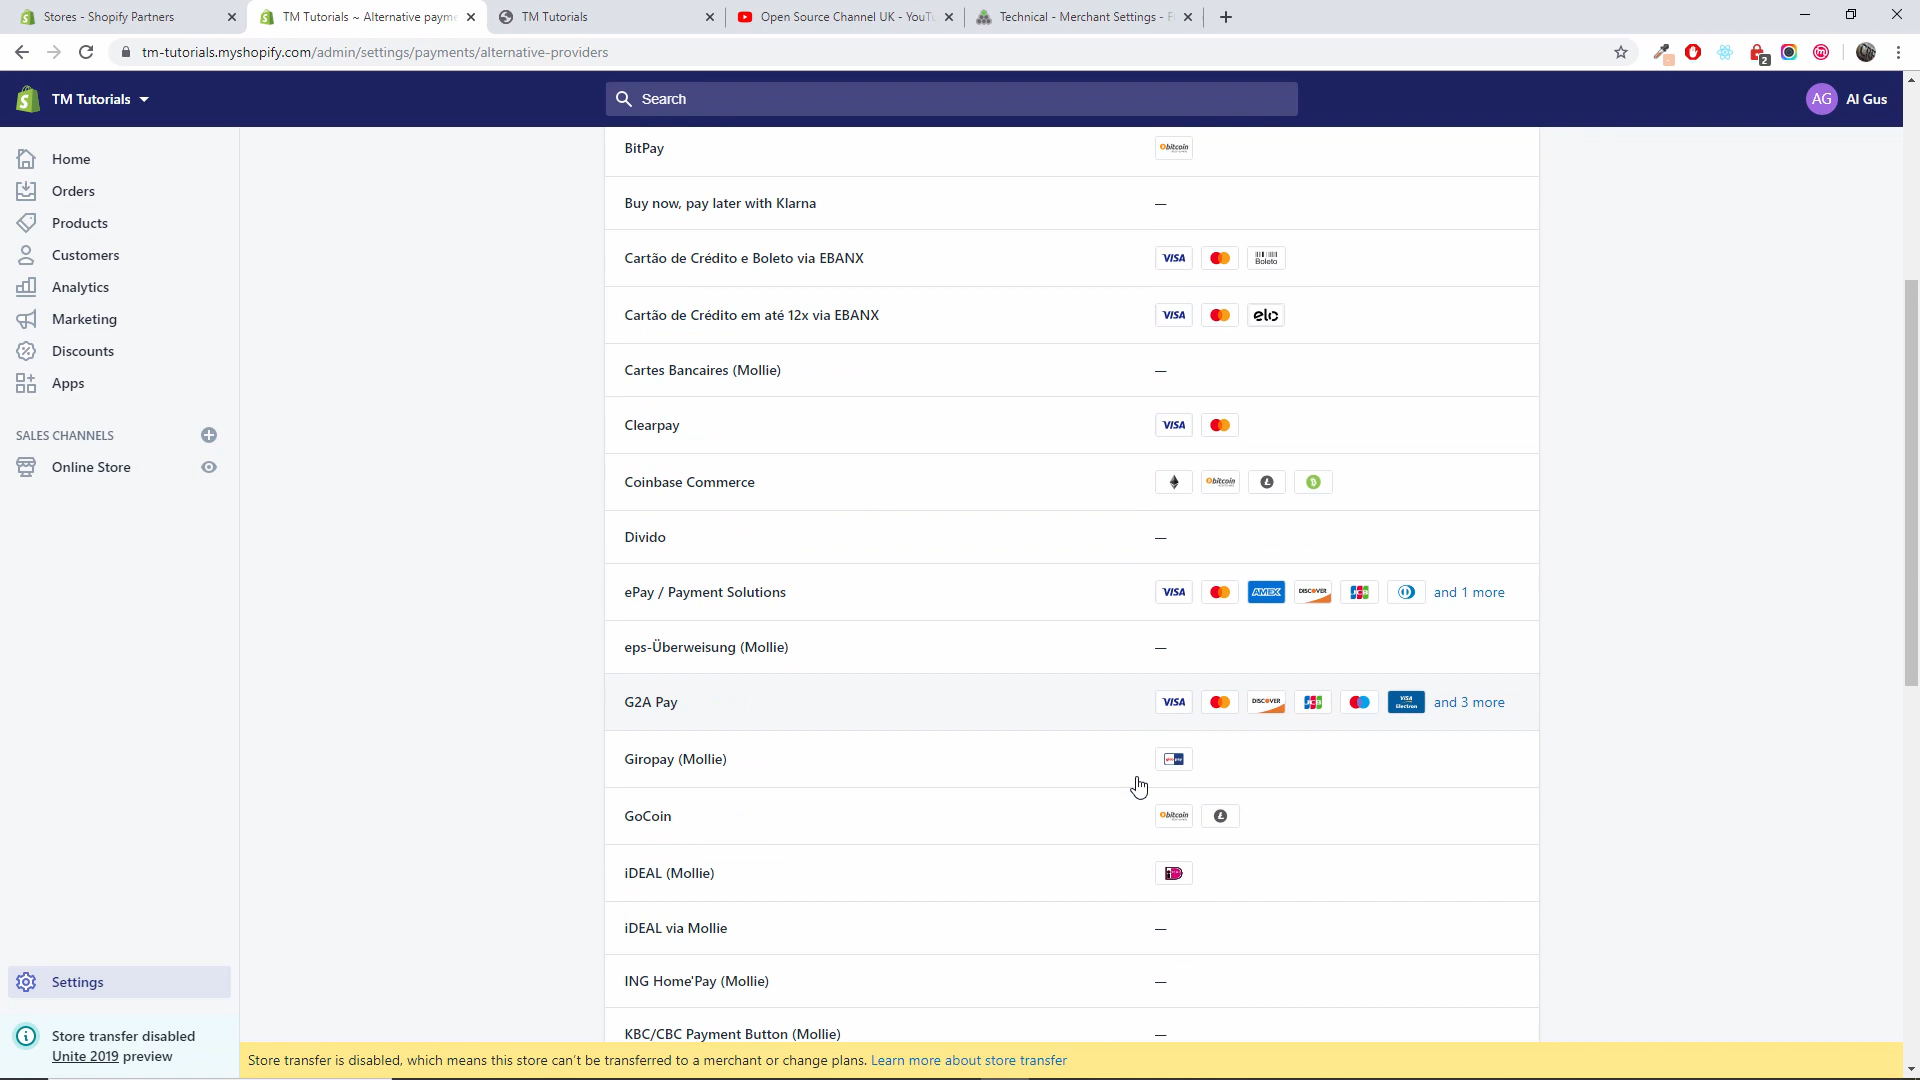 Stores - Shopify Partners
TM Tutorials ~ Alternative payme
TM Tutorials
Open Source Channel UK - YouTu
Technical - Merchant Settings - F
tm-tutorials.myshopify.com/admin/settings/payments/alternative-providers
2
TM Tutorials
Search
AG
Al Gus
Home
Orders
Products
Customers
Analytics
Marketing
Discounts
Apps
SALES CHANNELS
Online Store
Settings
Store transfer disabled
Unite 2019 preview
BitPay
bitcoin
Buy now, pay later with Klarna
—
Cartão de Crédito e Boleto via EBANX
VISA
Boleto
Cartão de Crédito em até 12x via EBANX
VISA
elo
Cartes Bancaires (Mollie)
—
Clearpay
VISA
Coinbase Commerce
bitcoin
Divido
—
ePay / Payment Solutions
VISA
AMEX
DISCOVER
JCB
and 1 more
eps-Überweisung (Mollie)
—
G2A Pay
VISA
DISCOVER
JCB
VISA
Electron
and 3 more
Giropay (Mollie)
giropay
GoCoin
bitcoin
iDEAL (Mollie)
iDEAL via Mollie
—
ING Home'Pay (Mollie)
—
KBC/CBC Payment Button (Mollie)
—
Store transfer is disabled, which means this store can't be transferred to a merchant or change plans. Learn more about store transfer